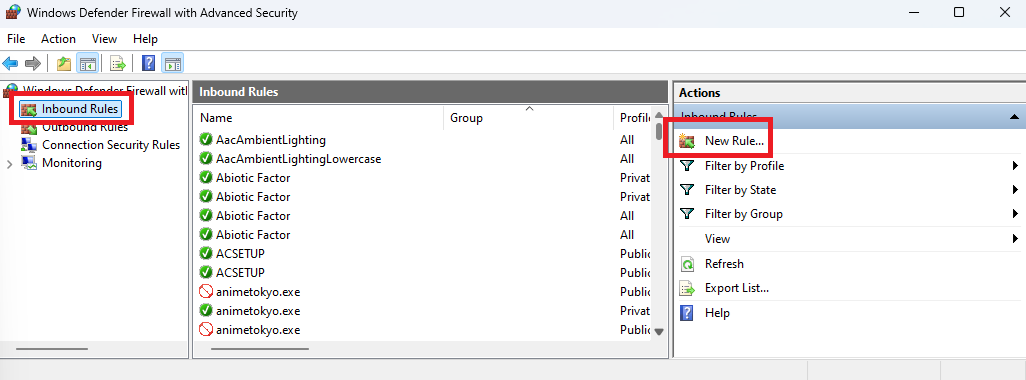 Windows Defender Firewall with Advanced Security
File Action View Help
Windows Defender Firewall with
Inbound Rules
Outbound Rules
Connection Security Rules
Monitoring
Inbound Rules
Name Group Profile
AacAmbientLighting All
AacAmbientLightingLowercase All
Abiotic Factor Privat
Abiotic Factor Privat
Abiotic Factor All
Abiotic Factor All
ACSETUP Public
ACSETUP Public
animetokyo.exe Public
animetokyo.exe Privat
animetokyo.exe Public
Actions
Inbound Rules
New Rule...
Filter by Profile
Filter by State
Filter by Group
View
Refresh
Export List...
Help